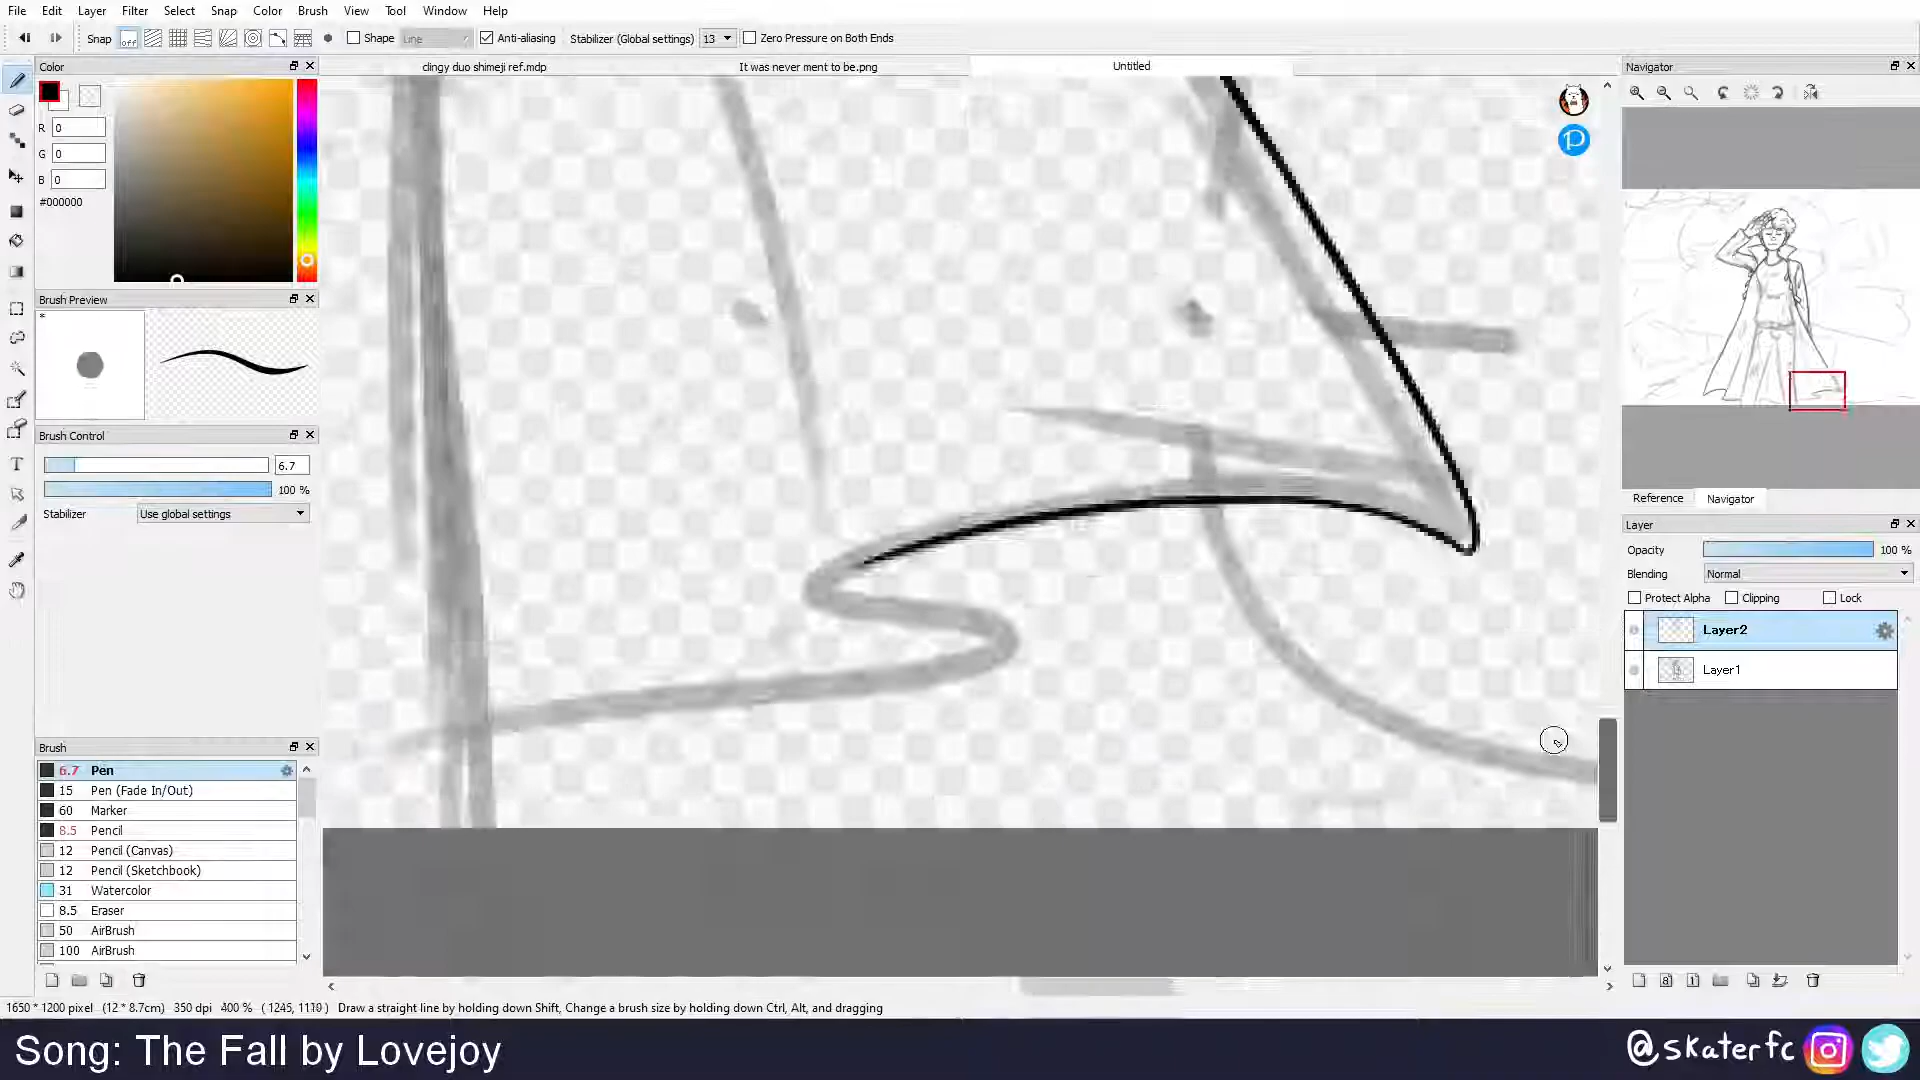 File Edit Layer Filter Select Snap Color Brush View Tool Window Help
Snap off Shape Line Anti-aliasing Stabilizer (Global settings) 13 Zero Pressure on Both Ends
Color
clingy duo shimeji ref.mdp
It was never ment to be.png
Untitled
Navigator
R 0
G 0
B 0
#000000
Brush Preview
*
Brush Control
6.7
100 %
Stabilizer Use global settings
Reference Navigator
Layer
Opacity 100 %
Blending Normal
Protect Alpha Clipping Lock
Layer2
Layer1
Brush
6.7 Pen
15 Pen (Fade In/Out)
60 Marker
8.5 Pencil
12 Pencil (Canvas)
12 Pencil (Sketchbook)
31 Watercolor
8.5 Eraser
50 AirBrush
100 AirBrush
1650 * 1200 pixel (12 * 8.7cm) 350 dpi 400 % ( 1245, 1119 ) Draw a straight line by holding down Shift, Change a brush size by holding down Ctrl, Alt, and dragging
Song: The Fall by Lovejoy
@skaterfc